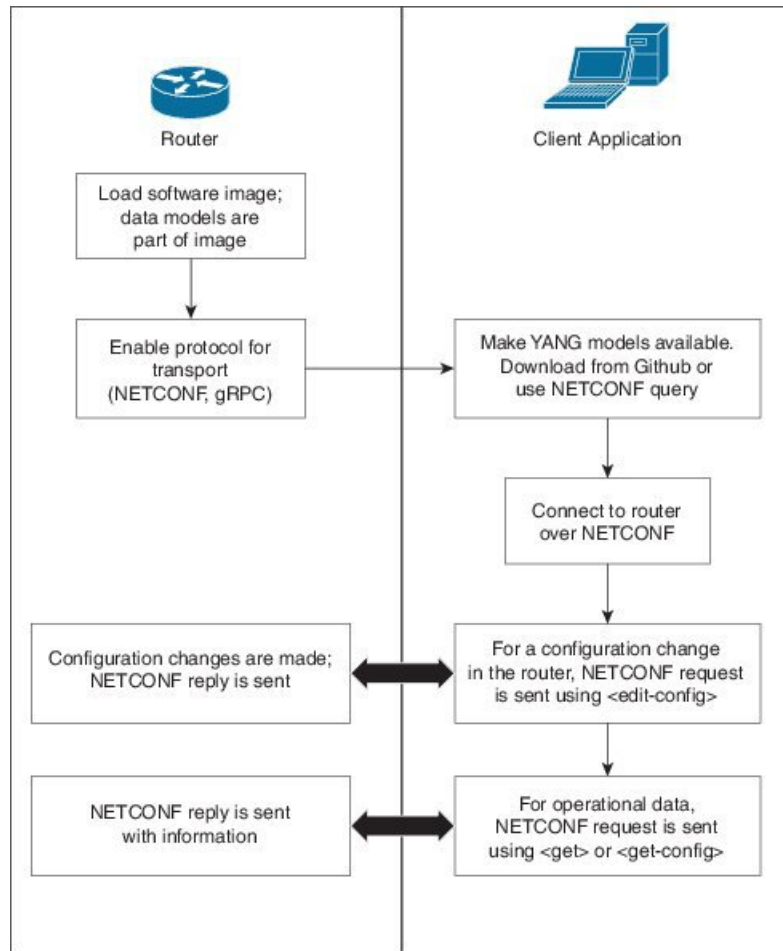 Router
Client Application
Load software image;
data models are
part of image
Enable protocol for
transport
(NETCONF, gRPC)
Make YANG models available.
Download from Github or
use NETCONF query
Connect to router
over NETCONF
Configuration changes are made;
NETCONF reply is sent
For a configuration change
in the router, NETCONF request
is sent using <edit-config>
NETCONF reply is sent
with information
For operational data,
NETCONF request is sent
using <get> or <get-config>